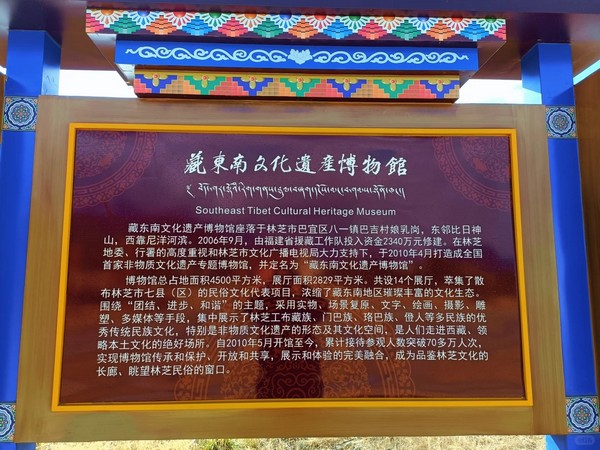 藏東南文化遺産博物館
Southeast Tibet Cultural Heritage Museum
藏东南文化遗产博物馆座落于林芝市巴宜区八一镇巴吉村娘乳岗，东邻比日神
山，西靠尼洋河滨。2006年9月，由福建省援藏工作队投入资金2340万元修建。在林芝
地委、行署的高度重视和林芝市文化广播电视局大力支持下，于2010年4月打造成全国
首家非物质文化遗产专题博物馆，并定名为“藏东南文化遗产博物馆”。
博物馆总占地面积4500平方米，展厅面积2829平方米。共设14个展厅，萃集了散
布林芝市七县（区）的民俗文化代表项目，浓缩了藏东南地区璀璨丰富的文化生态，
围绕“团结、进步、和谐”的主题，采用实物、场景复原、文字、绘画、摄影、雕
塑、多媒体等手段，集中展示了林芝工布藏族、门巴族、珞巴族、僜人等多民族的优
秀传统民族文化，特别是非物质文化遗产的形态及其文化空间，是人们走进西藏、领
略本土文化的绝好场所。自2010年5月开馆至今，累计接待参观人数突破70多万人次，
实现博物馆传承和保护、开放和共享，展示和体验的完美融合，成为品鉴林芝文化的
长廊、眺望林芝民俗的窗口。